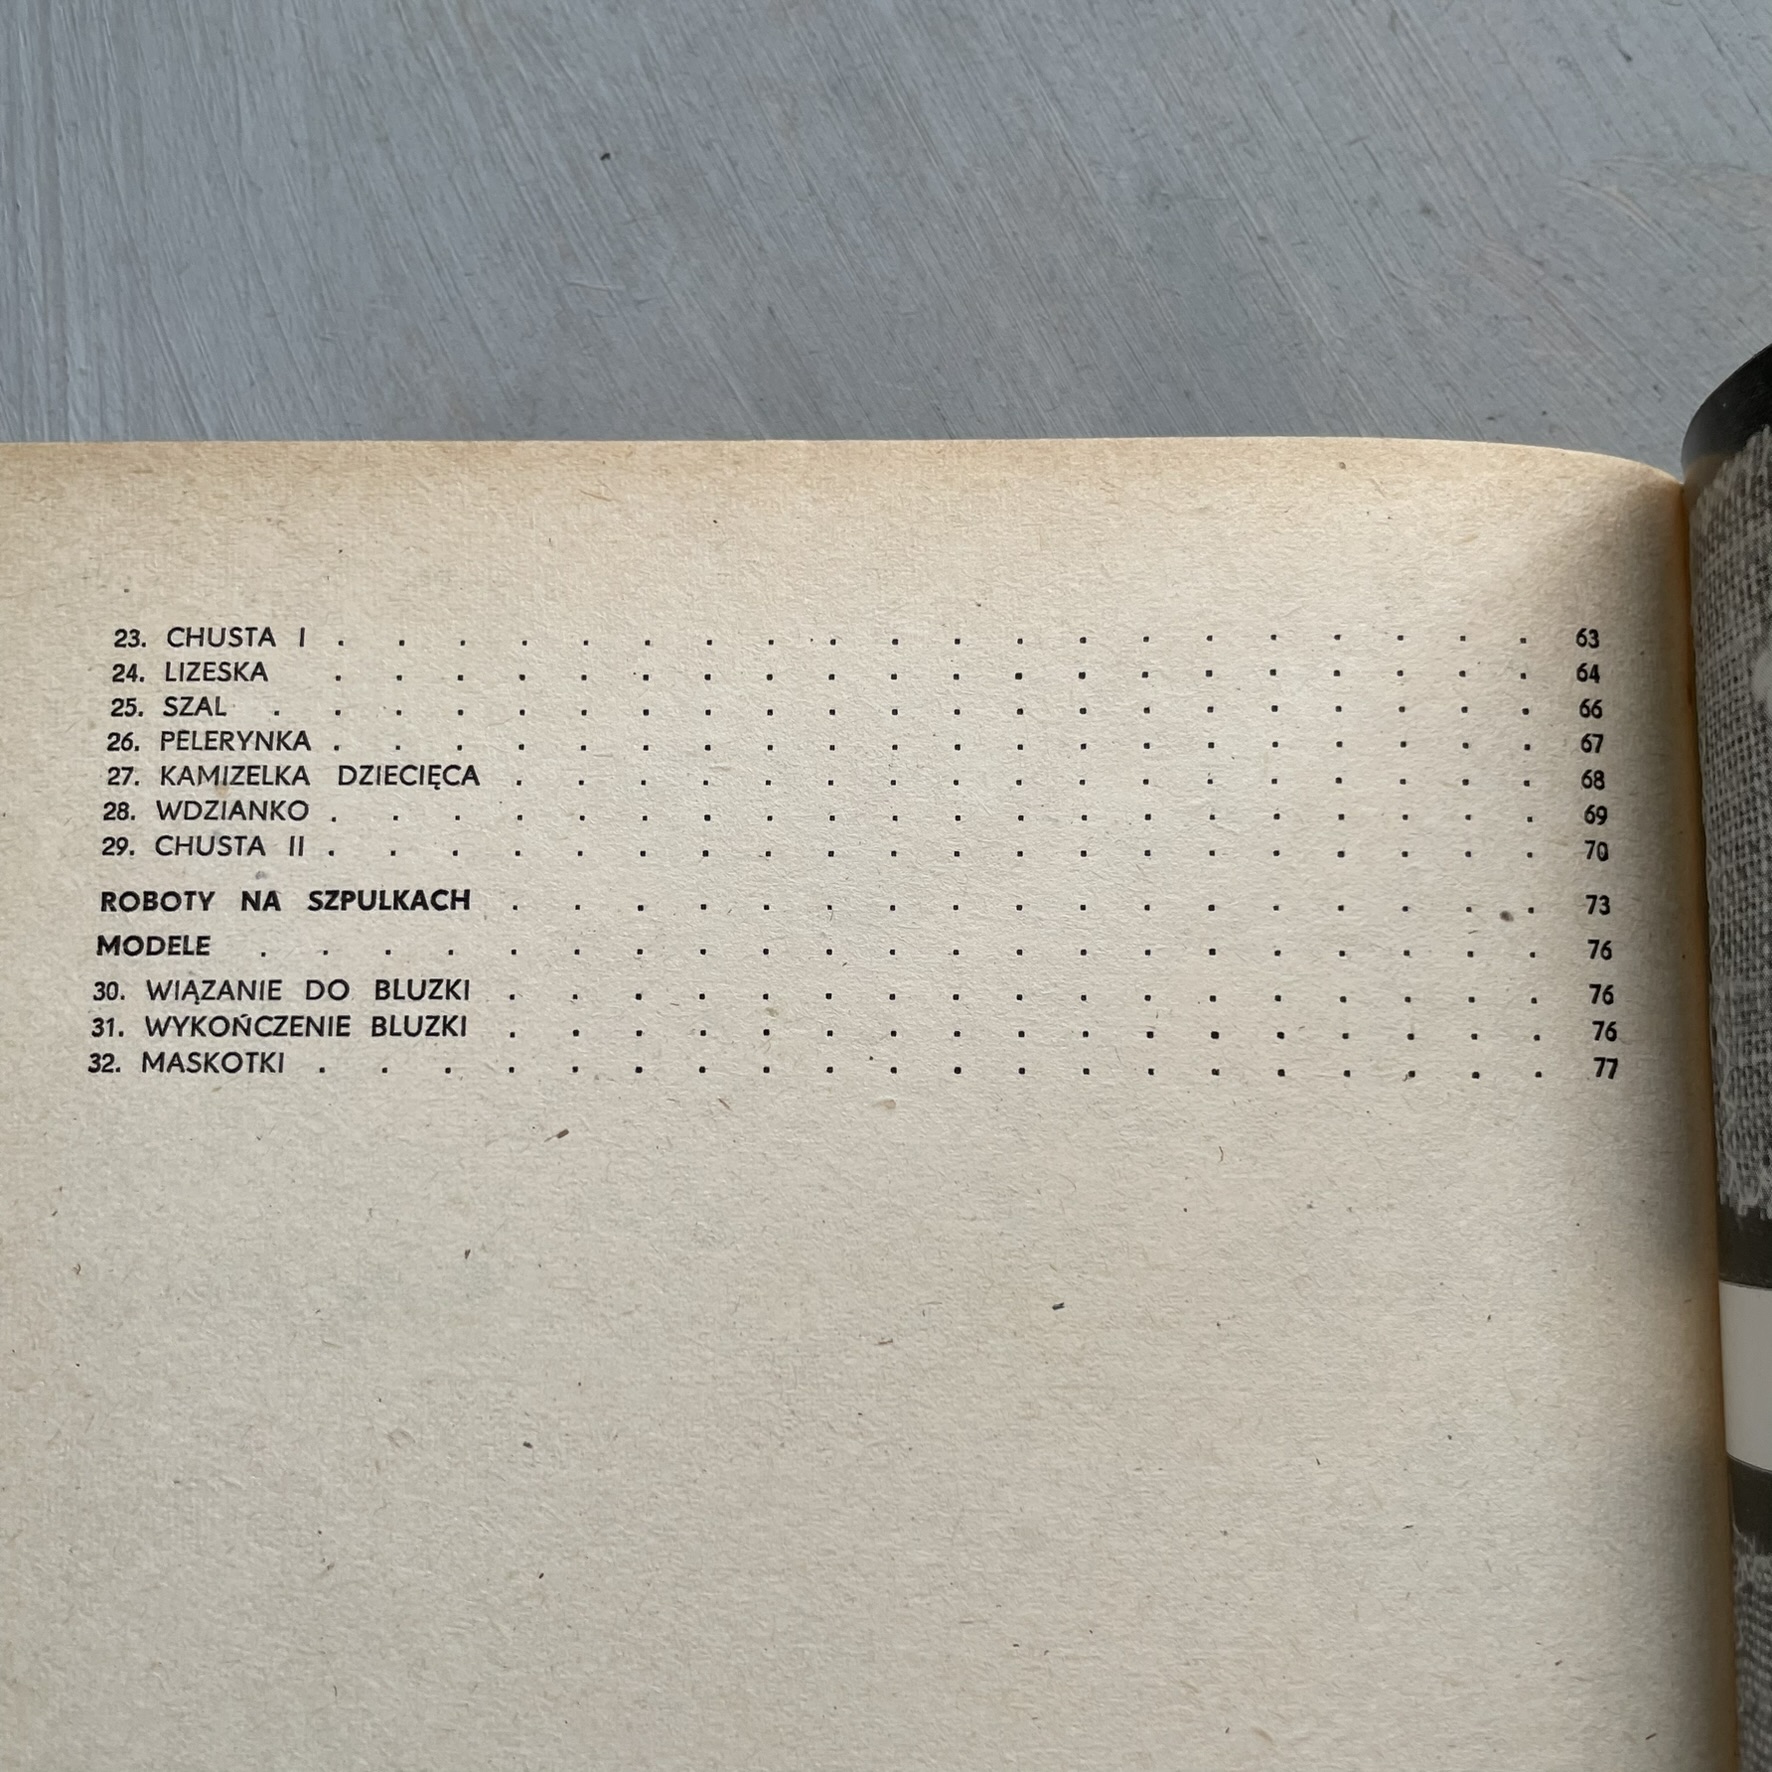 23. CHUSTA I . . . . . . . . . . . . . . . . . . . . 63
24. LIZESKA . . . . . . . . . . . . . . . . . . . . 64
25. SZAL . . . . . . . . . . . . . . . . . . . . . 66
26. PELERYNKA . . . . . . . . . . . . . . . . . . . . 67
27. KAMIZELKA DZIECIĘCA . . . . . . . . . . . . . . . . . 68
28. WDZIANKO . . . . . . . . . . . . . . . . . . . . 69
29. CHUSTA II . . . . . . . . . . . . . . . . . . . . 70
ROBOTY NA SZPULKACH . . . . . . . . . . . . . . . . . 73
MODELE . . . . . . . . . . . . . . . . . . . . . 76
30. WIĄZANIE DO BLUZKI . . . . . . . . . . . . . . . . . 76
31. WYKOŃCZENIE BLUZKI . . . . . . . . . . . . . . . . . 76
32. MASKOTKI . . . . . . . . . . . . . . . . . . . . 77